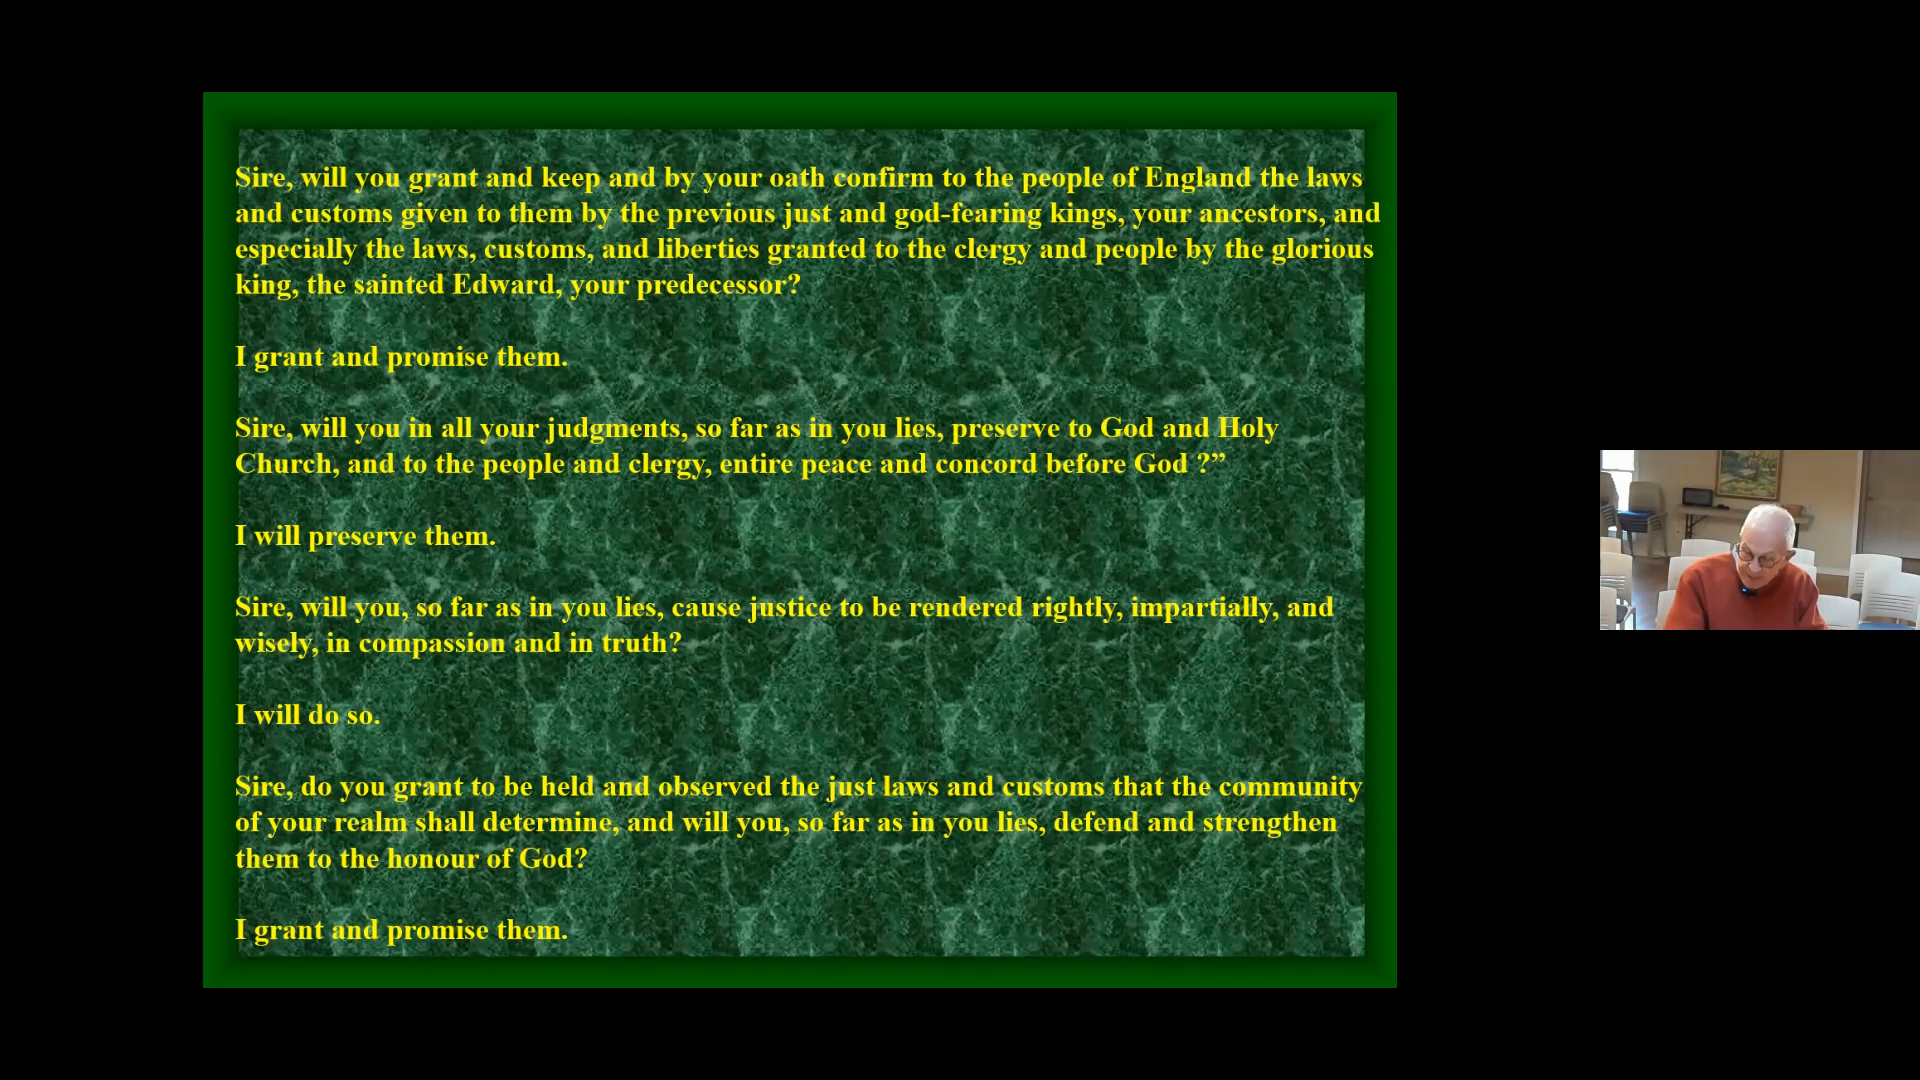 Sire, will you grant and keep and by your oath confirm to the people of England the laws
and customs given to them by the previous just and god-fearing kings, your ancestors, and
especially the laws, customs, and liberties granted to the clergy and people by the glorious
king, the sainted Edward, your predecessor?
I grant and promise them.
Sire, will you in all your judgments, so far as in you lies, preserve to God and Holy
Church, and to the people and clergy, entire peace and concord before God ?”
I will preserve them.
Sire, will you, so far as in you lies, cause justice to be rendered rightly, impartially, and
wisely, in compassion and in truth?
I will do so.
Sire, do you grant to be held and observed the just laws and customs that the community
of your realm shall determine, and will you, so far as in you lies, defend and strengthen
them to the honour of God?
I grant and promise them.